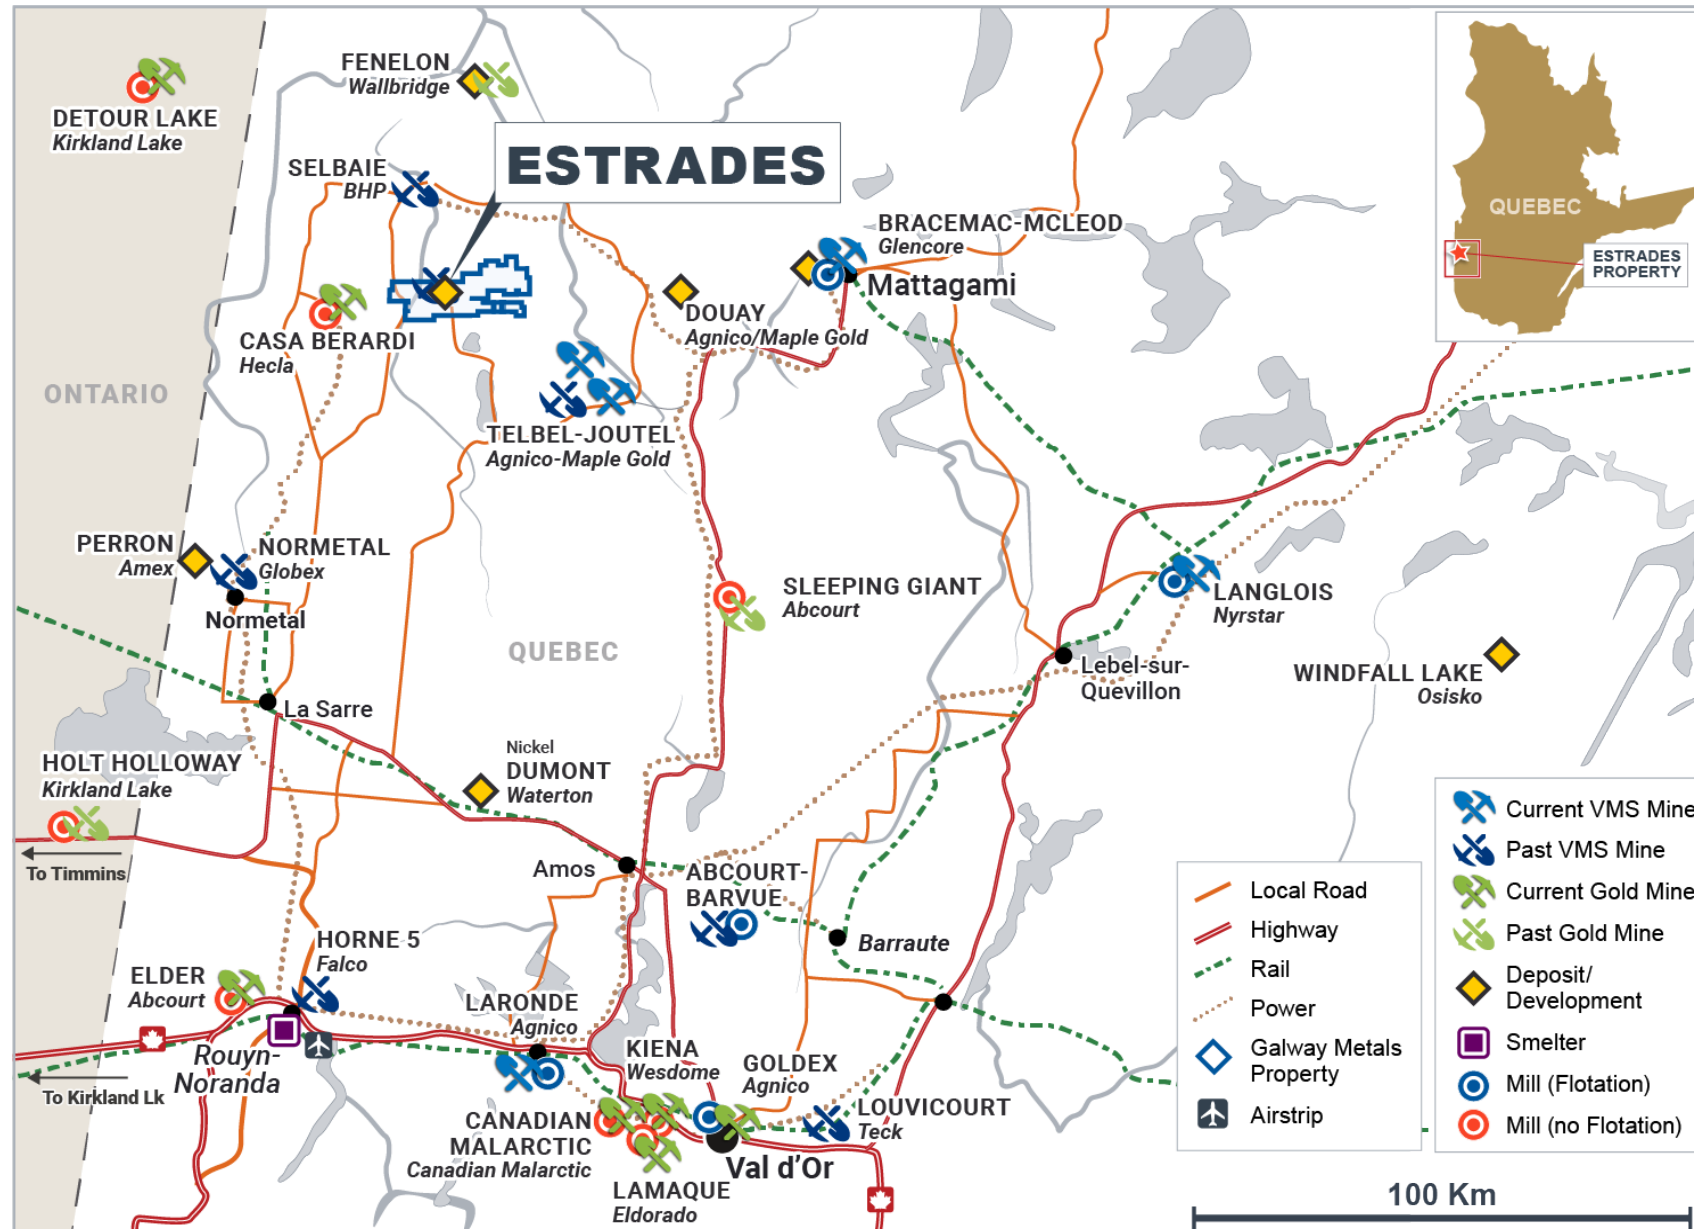 FENELON
Wallbridge
DETOUR LAKE
Kirkland Lake
ESTRADES
SELBAIE
BHP
BRACEMAC-MCLEOD
Glencore
Mattagami
QUEBEC
ESTRADES
PROPERTY
DOUAY
Agnico/Maple Gold
CASA BERARDI
Hecla
ONTARIO
TELBEL-JOUTEL
Agnico-Maple Gold
PERRON
Amex
NORMETAL
Globex
Normetal
SLEEPING GIANT
Abcourt
LANGLOIS
Nyrstar
QUEBEC
Lebel-sur-
Quevillon
WINDFALL LAKE
Osisko
La Sarre
HOLT HOLLOWAY
Kirkland Lake
Nickel
DUMONT
Waterton
To Timmins
Amos
ABCOURT-
BARVUE
Barraute
HORNE 5
Falco
ELDER
Abcourt
LARONDE
Agnico
Rouyn-
Noranda
To Kirkland Lk
KIENA
Wesdome
GOLDEX
Agnico
CANADIAN
MALARCTIC
Canadian Malarctic
LOUVICOURT
Teck
Val d'Or
LAMAQUE
Eldorado
Local Road
Highway
Rail
Power
Galway Metals
Property
Airstrip
Current VMS Mine
Past VMS Mine
Current Gold Mine
Past Gold Mine
Deposit/
Development
Smelter
Mill (Flotation)
Mill (no Flotation)
100 Km